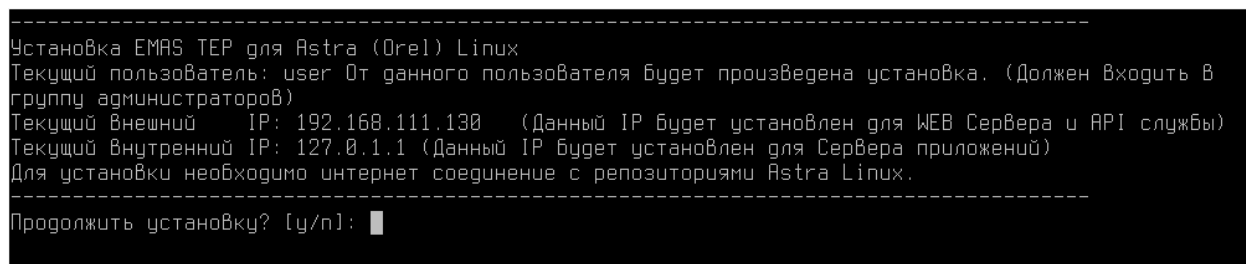 --------------------------------------------------------------------------------
Установка EMAS TEP для Astra (Orel) Linux
Текущий пользователь: user От данного пользователя будет произведена установка. (Должен входить в
группу администраторов)
Текущий внешний    IP: 192.168.111.130   (Данный IP будет установлен для WEB Сервера и API службы)
Текущий внутренний IP: 127.0.1.1 (Данный IP будет установлен для Сервера приложений)
Для установки необходимо интернет соединение с репозиториями Astra Linux.
--------------------------------------------------------------------------------
Продолжить установку? [y/n]: